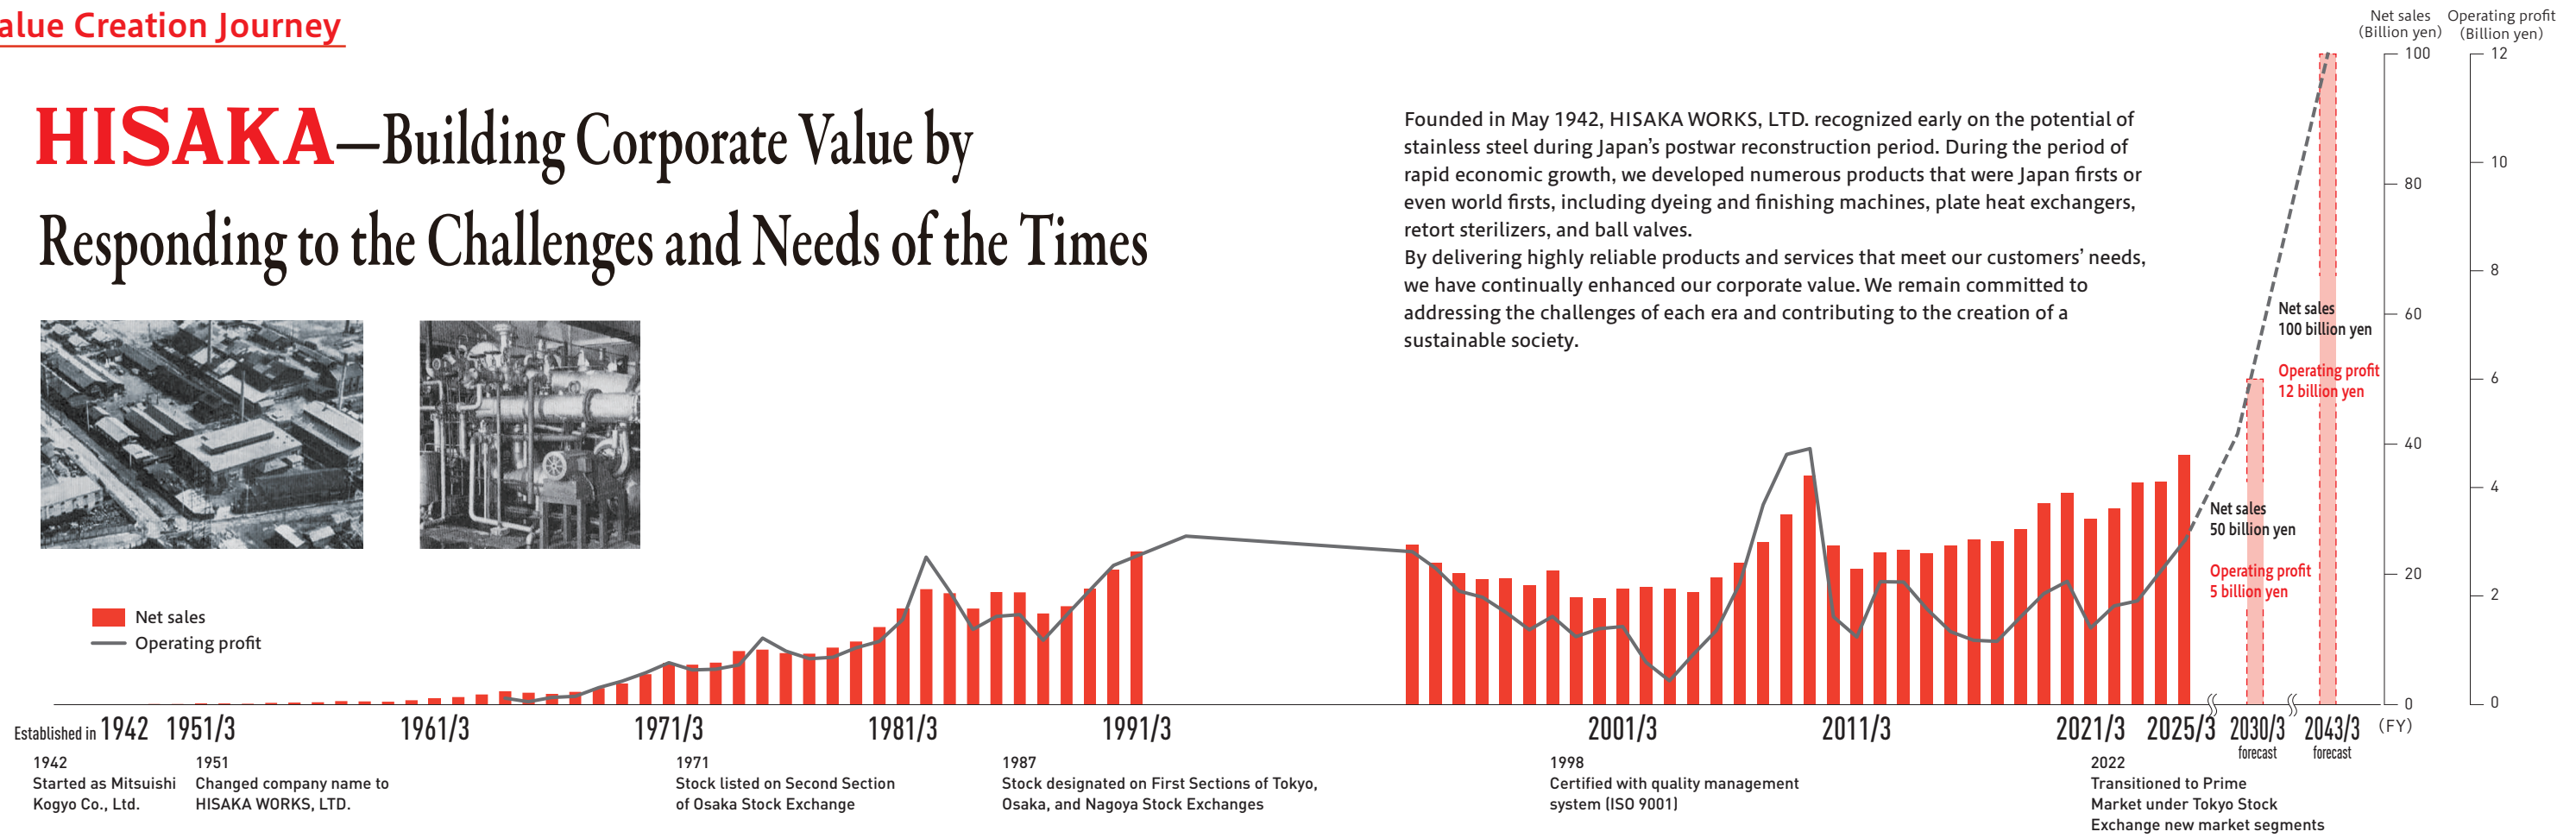 alue Creation Journey
HISAKA—Building Corporate Value by
Responding to the Challenges and Needs of the Times
Founded in May 1942, HISAKA WORKS, LTD. recognized early on the potential of
stainless steel during Japan's postwar reconstruction period. During the period of
rapid economic growth, we developed numerous products that were Japan firsts or
even world firsts, including dyeing and finishing machines, plate heat exchangers,
retort sterilizers, and ball valves.
By delivering highly reliable products and services that meet our customers' needs,
we have continually enhanced our corporate value. We remain committed to
addressing the challenges of each era and contributing to the creation of a
sustainable society.
Net sales
(Billion yen)
Operating profit
(Billion yen)
100
80
60
40
20
0
12
10
8
6
4
2
0
Net sales
100 billion yen
Operating profit
12 billion yen
Net sales
50 billion yen
Operating profit
5 billion yen
Net sales
Operating profit
Established in 1942 1951/3 1961/3 1971/3 1981/3 1991/3 2001/3 2011/3 2021/3 2025/3 2030/3 2043/3 (FY)
forecast forecast
1942
Started as Mitsuishi
Kogyo Co., Ltd.
1951
Changed company name to
HISAKA WORKS, LTD.
1971
Stock listed on Second Section
of Osaka Stock Exchange
1987
Stock designated on First Sections of Tokyo,
Osaka, and Nagoya Stock Exchanges
1998
Certified with quality management
system (ISO 9001)
2022
Transitioned to Prime
Market under Tokyo Stock
Exchange new market segments